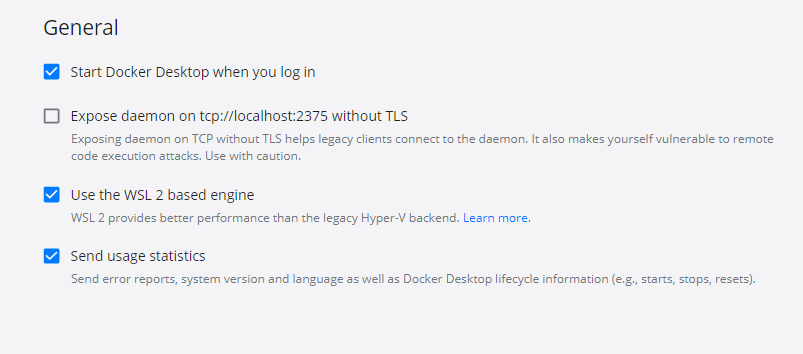 General
Start Docker Desktop when you log in
Expose daemon on tcp://localhost:2375 without TLS
Exposing daemon on TCP without TLS helps legacy clients connect to the daemon. It also makes yourself vulnerable to remote
code execution attacks. Use with caution.
Use the WSL 2 based engine
WSL 2 provides better performance than the legacy Hyper-V backend. Learn more.
Send usage statistics
Send error reports, system version and language as well as Docker Desktop lifecycle information (e.g., starts, stops, resets).